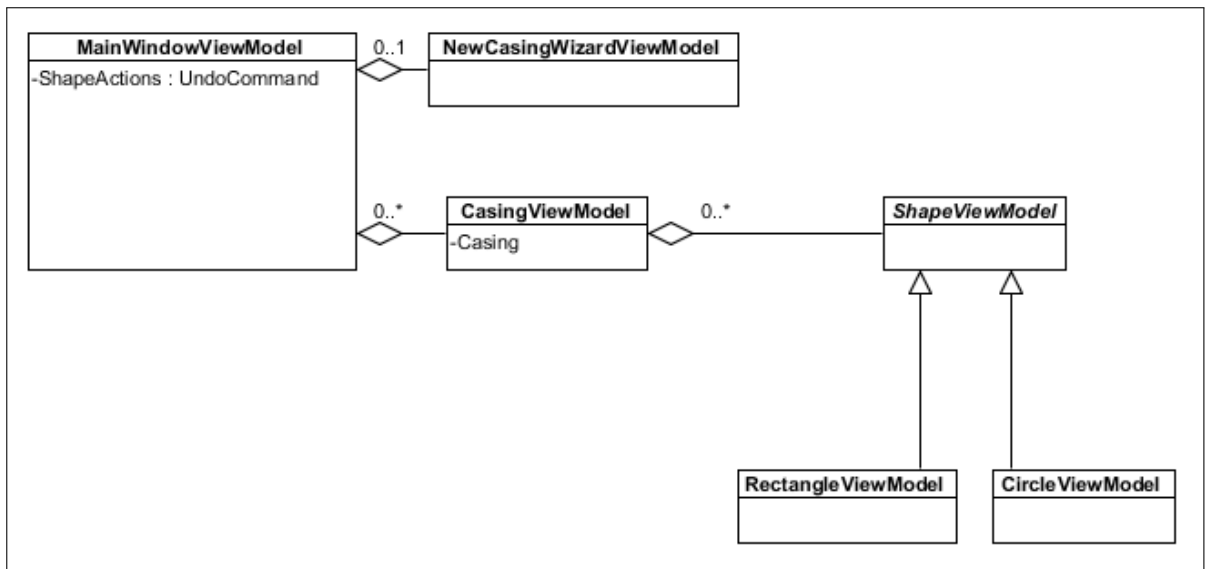 MainWindowViewModel
-ShapeActions : UndoCommand
0..1
NewCasingWizardViewModel
0..*
CasingViewModel
-Casing
0..*
ShapeViewModel
RectangleViewModel
CircleViewModel